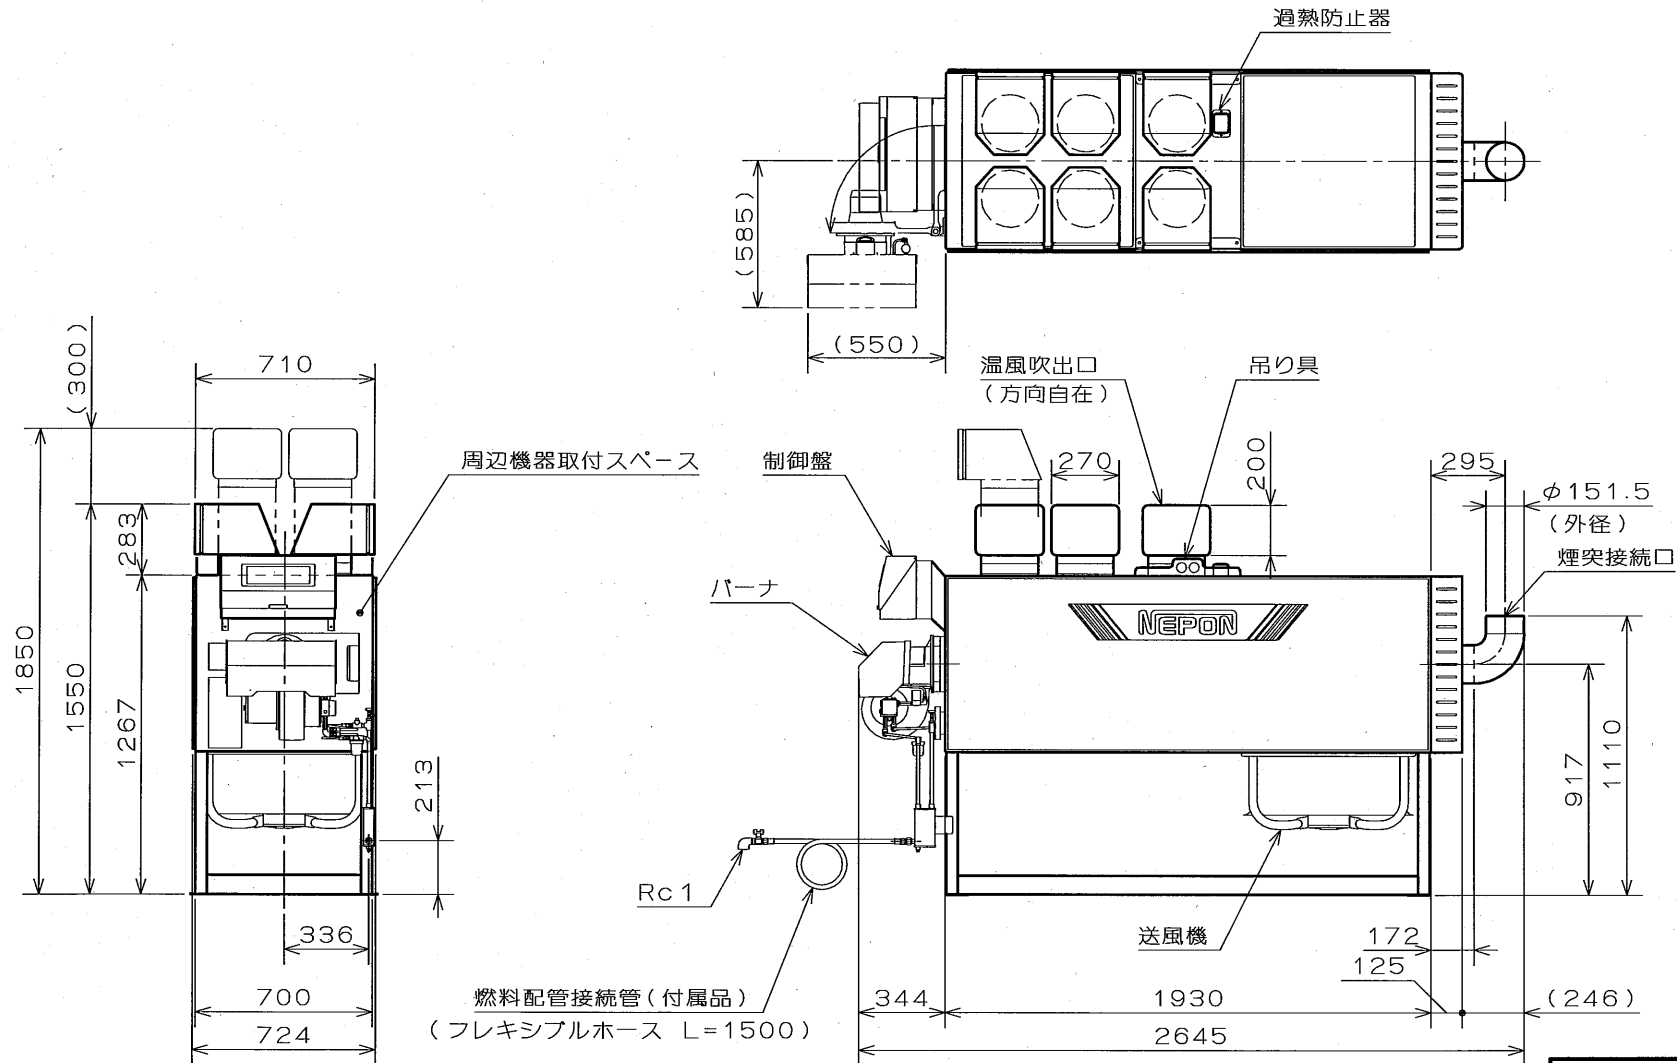 過熱防止器
(585)
(550)
(300)
710
283
1850
1550
1267
213
336
700
724
周辺機器取付スペース
制御盤
バーナ
温風吹出口
(方向自在)
吊り具
270
200
295
φ151.5
(外径)
煙突接続口
NEPON
917
1110
Rc1
送風機
172
125
燃料配管接続管(付属品)
(フレキシブルホース L=1500)
344
1930
(246)
2645